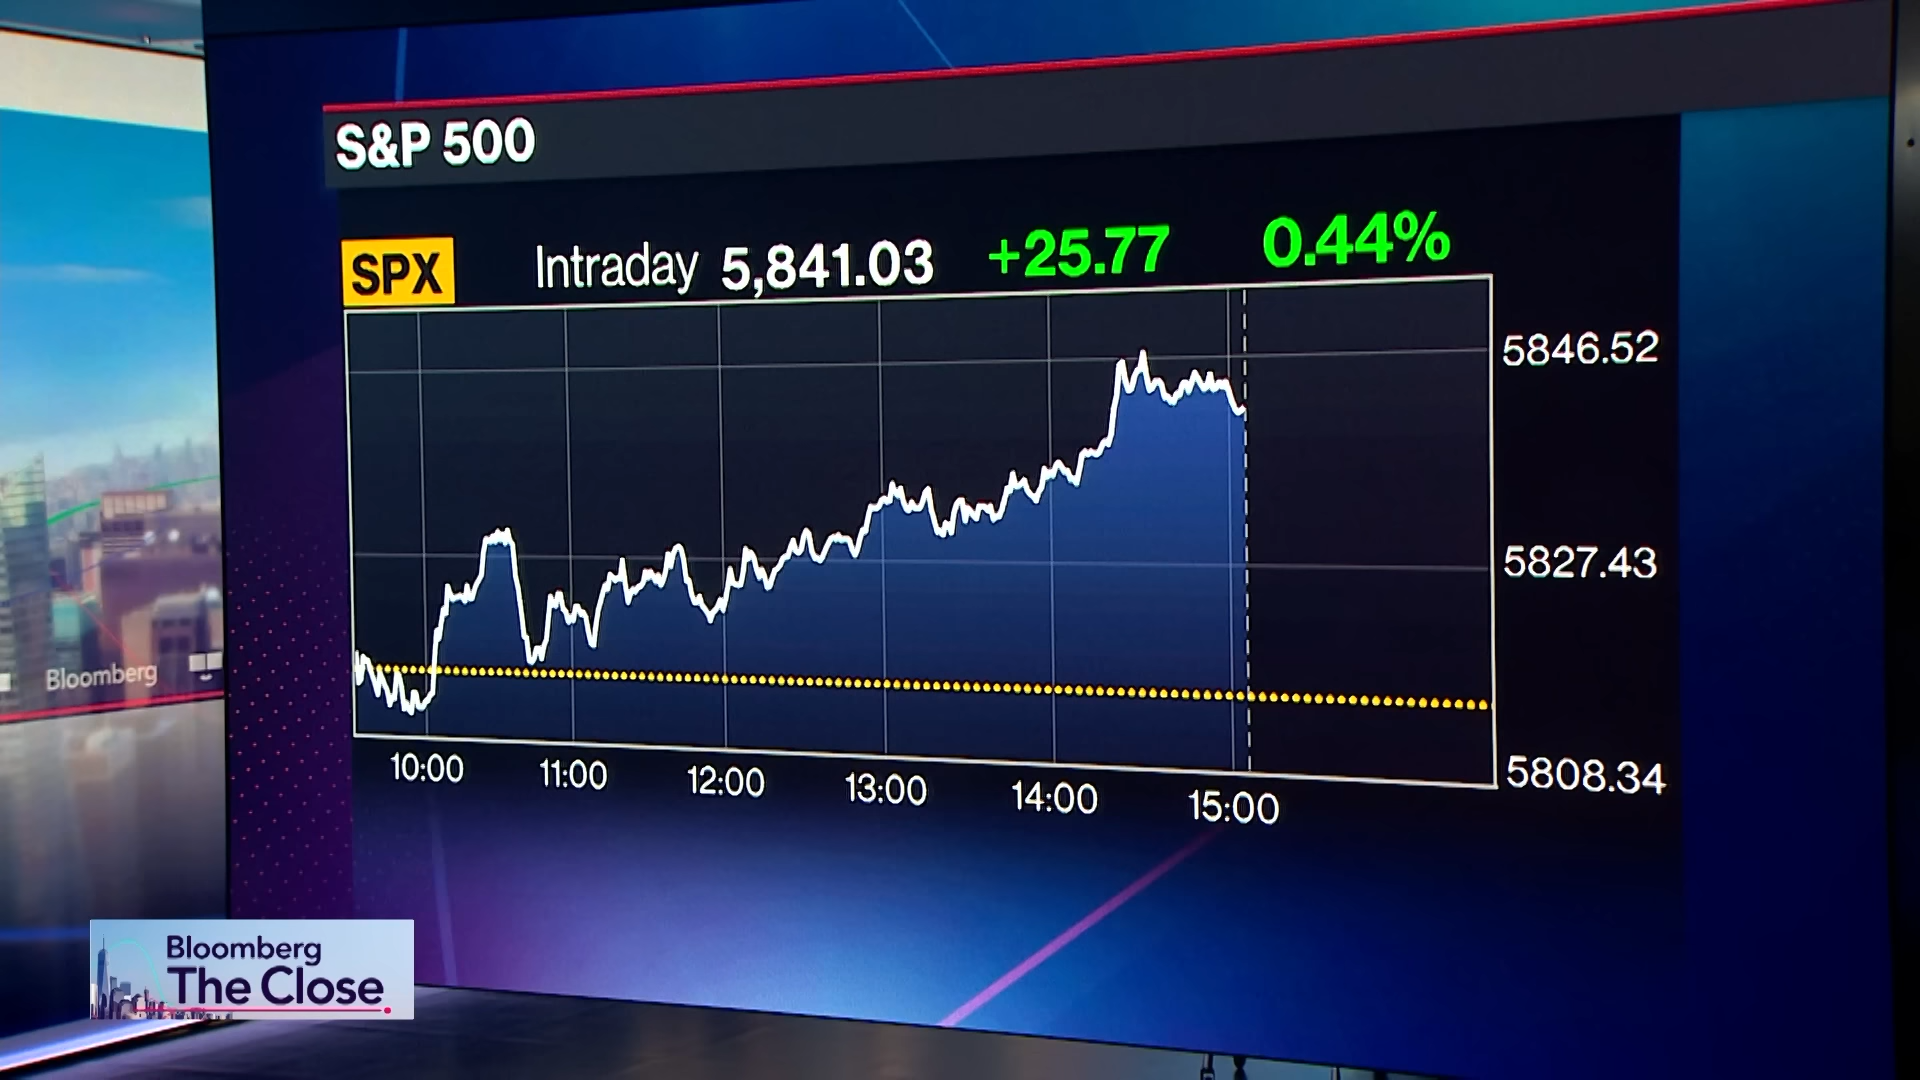 S&P 500
SPX Intraday 5,841.03 +25.77 0.44%
5846.52
5827.43
5808.34
10:00 11:00 12:00 13:00 14:00 15:00
Bloomberg
Bloomberg
The Close